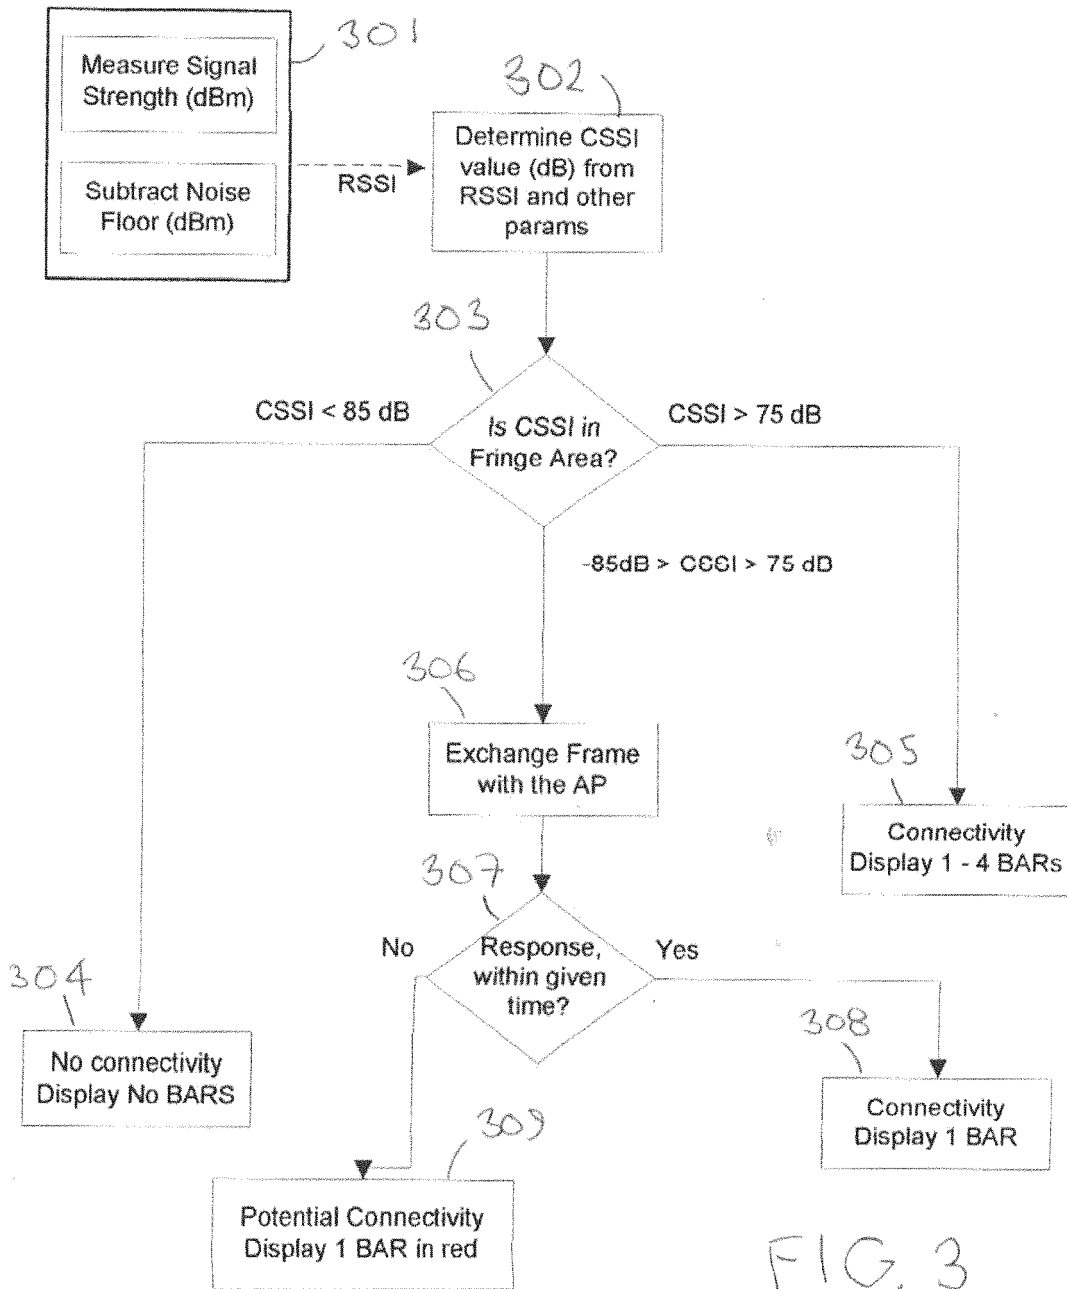 301
Measure Signal
Strength (dBm)
Subtract Noise
Floor (dBm)
RSSI
302
Determine CSSI
value (dB) from
RSSI and other
params
303
CSSI < 85 dB
Is CSSI in
Fringe Area?
CSSI > 75 dB
-85dB > CSSI > 75 dB
306
Exchange Frame
with the AP
305
Connectivity
Display 1 - 4 BARs
307
No
Response,
within given
time?
Yes
304
No connectivity
Display No BARS
308
Connectivity
Display 1 BAR
309
Potential Connectivity
Display 1 BAR in red
FIG. 3